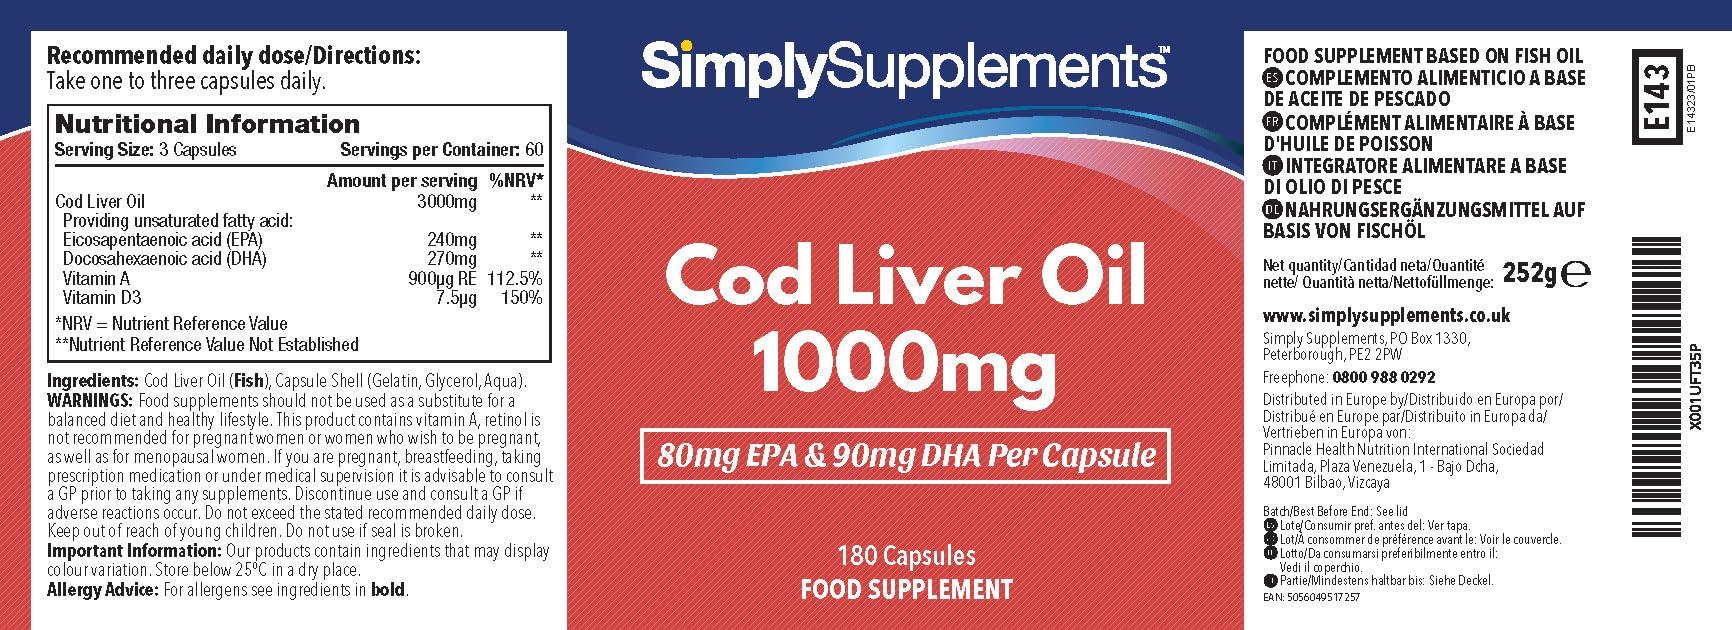 Recommended daily dose/Directions:
Take one to three capsules daily.
Nutritional Information
Serving Size: 3 Capsules Servings per Container: 60
Amount per serving %NRV*
Cod Liver Oil 3000mg **
Providing unsaturated fatty acid:
Eicosapentaenoic acid (EPA) 240mg **
Docosahexaenoic acid (DHA) 270mg **
Vitamin A 900µg RE 112.5%
Vitamin D3 7.5µg 150%
*NRV = Nutrient Reference Value
**Nutrient Reference Value Not Established
Ingredients: Cod Liver Oil (Fish), Capsule Shell (Gelatin, Glycerol, Aqua).
WARNINGS: Food supplements should not be used as a substitute for a
balanced diet and healthy lifestyle. This product contains vitamin A, retinol is
not recommended for pregnant women or women who wish to be pregnant,
as well as for menopausal women. If you are pregnant, breastfeeding, taking
prescription medication or under medical supervision it is advisable to consult
a GP prior to taking any supplements. Discontinue use and consult a GP if
adverse reactions occur. Do not exceed the stated recommended daily dose.
Keep out of reach of young children. Do not use if seal is broken.
Important Information: Our products contain ingredients that may display
colour variation. Store below 25ºC in a dry place.
Allergy Advice: For allergens see ingredients in bold.
SimplySupplements™
Cod Liver Oil
1000mg
80mg EPA & 90mg DHA Per Capsule
180 Capsules
FOOD SUPPLEMENT
FOOD SUPPLEMENT BASED ON FISH OIL
ES COMPLEMENTO ALIMENTICIO A BASE
DE ACEITE DE PESCADO
FR COMPLÉMENT ALIMENTAIRE À BASE
D'HUILE DE POISSON
IT INTEGRATORE ALIMENTARE A BASE
DI OLIO DI PESCE
DE NAHRUNGSERGÄNZUNGSMITTEL AUF
BASIS VON FISCHÖL
Net quantity/Cantidad neta/Quantité
nette/ Quantità netta/Nettofüllmenge: 252g ℮
www.simplysupplements.co.uk
Simply Supplements, PO Box 1330,
Peterborough, PE2 2PW
Freephone: 0800 988 0292
Distributed in Europe by/Distribuido en Europa por/
Distribué en Europe par/Distribuito in Europa da/
Vertrieben in Europa von:
Pinnacle Health Nutrition International Sociedad
Limitada, Plaza Venezuela, 1 - Bajo Dcha,
48001 Bilbao, Vizcaya
Batch/Best Before End: See lid
Lote/Consumir pref. antes del: Ver tapa.
Lot/À consommer de préférence avant le: Voir le couvercle.
Lotto/Da consumarsi preferibilmente entro il:
Vedi il coperchio.
Partie/Mindestens haltbar bis: Siehe Deckel.
EAN: 5056049517257
E143
E14323/01PB
X001UFT35P